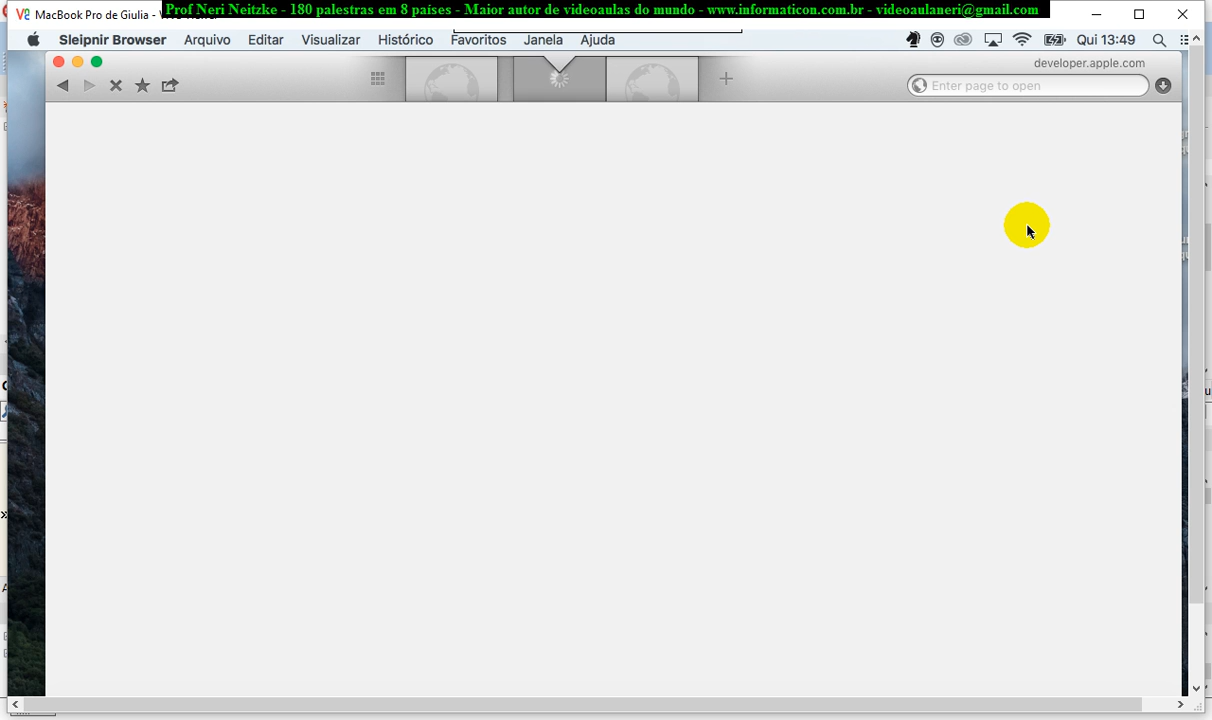 MacBook Pro de Giulia -
Prof Neri Neitzke - 180 palestras em 8 países - Maior autor de videoaulas do mundo - www.informaticon.com.br - videoaulaneri@gmail.com
Sleipnir Browser Arquivo Editar Visualizar Histórico Favoritos Janela Ajuda Qui 13:49
developer.apple.com
Enter page to open